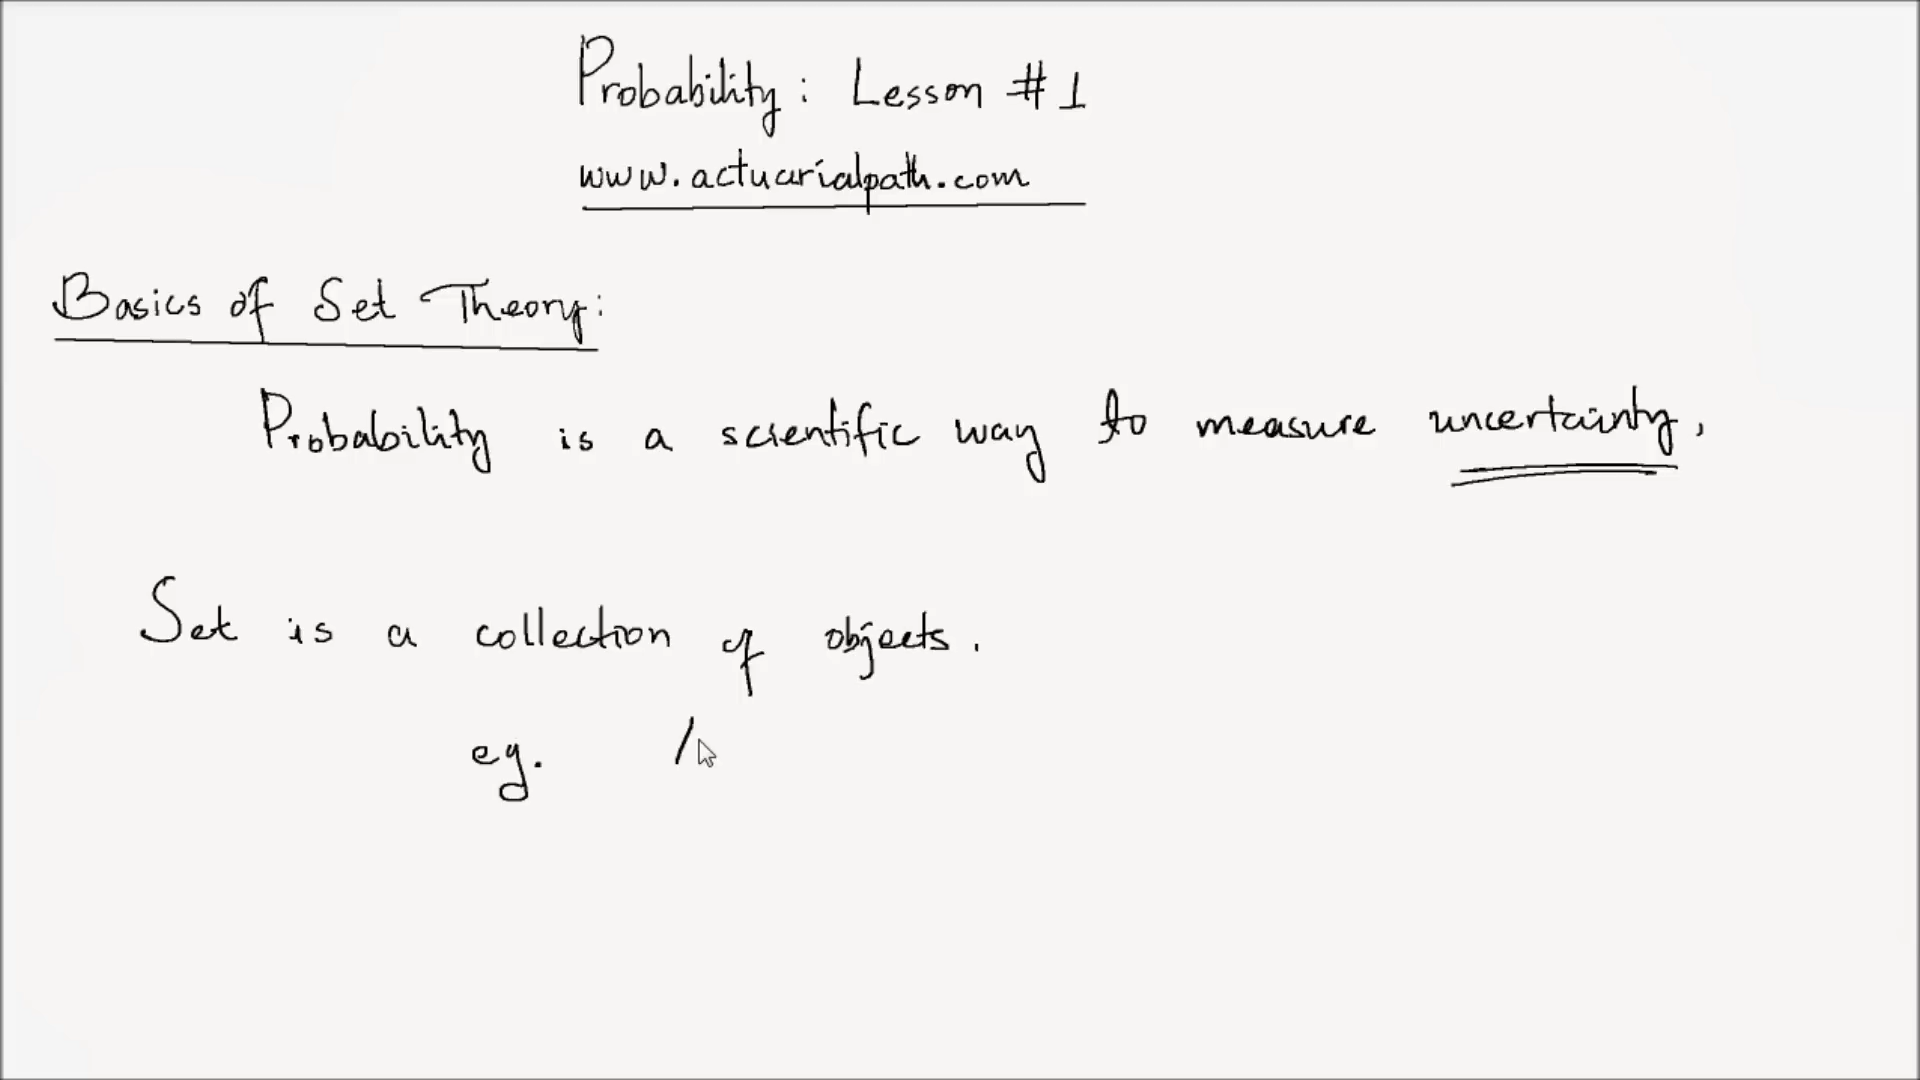 Probability: Lesson #1
www.actuarialpath.com
Basics of Set Theory:
Probability is a scientific way to measure uncertainty.
Set is a collection of objects.
eg.